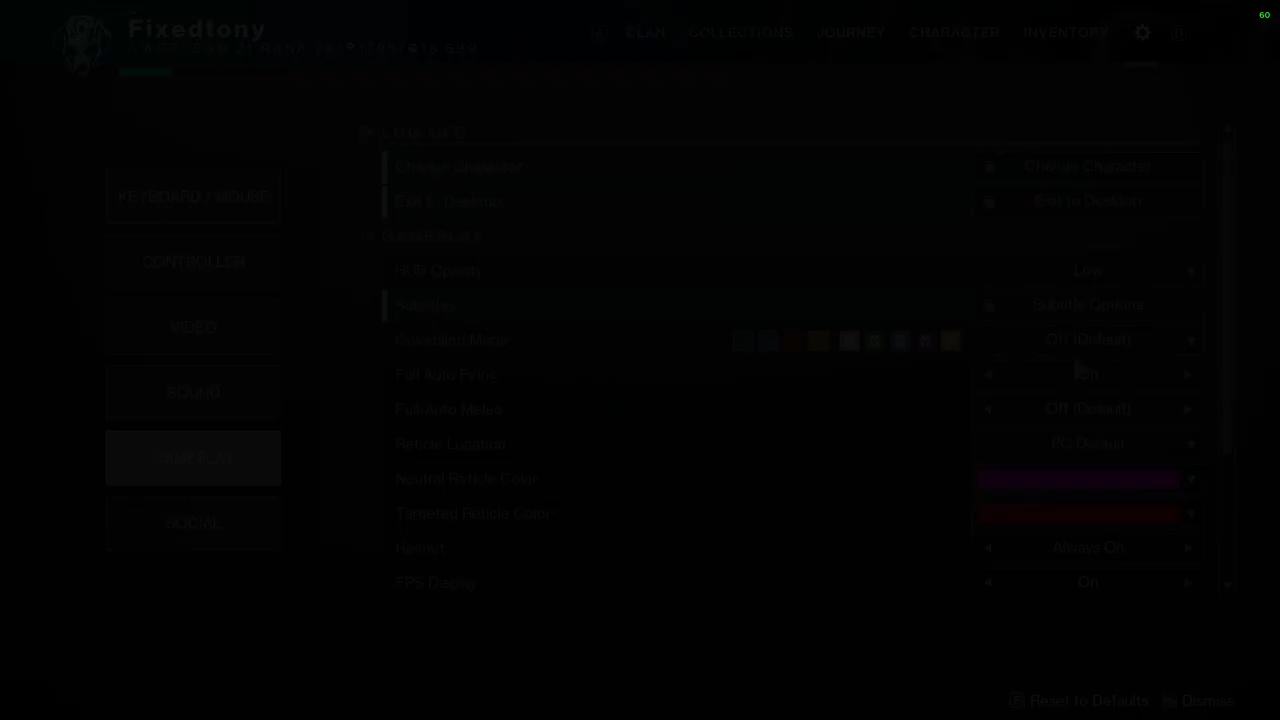 60
Fixedtony
CLAN COLLECTIONS JOURNEY CHARACTER INVENTORY
Change Character Change Character
Exit to Desktop Exit to Desktop
KEYBOARD / MOUSE
CONTROLLER
HUD Opacity Low
Subtitles Subtitle Options
VIDEO
Colorblind Mode Off (Default)
Full Auto Firing On
SOUND
Full Auto Melee Off (Default)
Reticle Location PC Default
GAMEPLAY
Neutral Reticle Color
Targeted Reticle Color
SOCIAL
Helmet Always On
FPS Display On
Reset to Defaults Dismiss